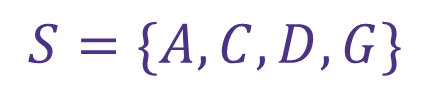 S = {A, C, D, G}